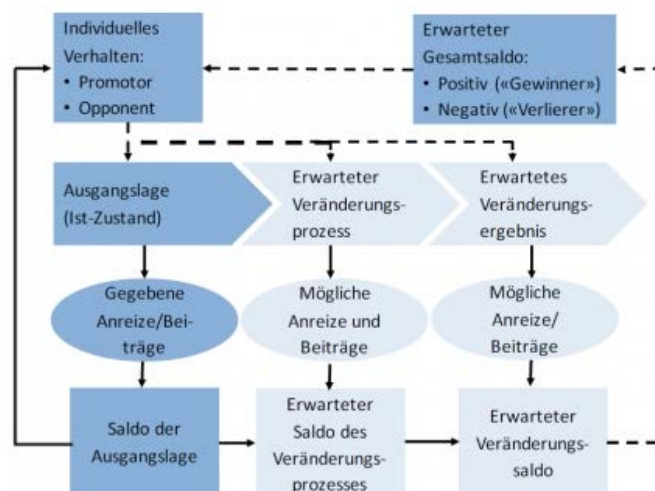 Individuelles
Verhalten:
• Promotor
• Opponent
Erwarteter
Gesamtsaldo:
• Positiv («Gewinner»)
• Negativ («Verlierer»)
Ausgangslage
(Ist-Zustand)
Erwarteter
Veränderungs-
prozess
Erwartetes
Veränderungs-
ergebnis
Gegebene
Anreize/Bei-
träge
Mögliche
Anreize und
Beiträge
Mögliche
Anreize/
Beiträge
Saldo der
Ausgangslage
Erwarteter
Saldo des
Veränderungs-
prozesses
Erwarteter
Veränderungs-
saldo